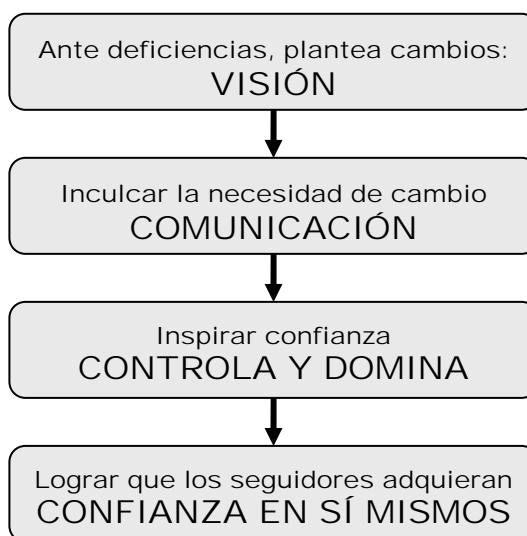 Ante deficiencias, plantea cambios:
VISIÓN
Inculcar la necesidad de cambio
COMUNICACIÓN
Inspirar confianza
CONTROLA Y DOMINA
Lograr que los seguidores adquieran
CONFIANZA EN SÍ MISMOS